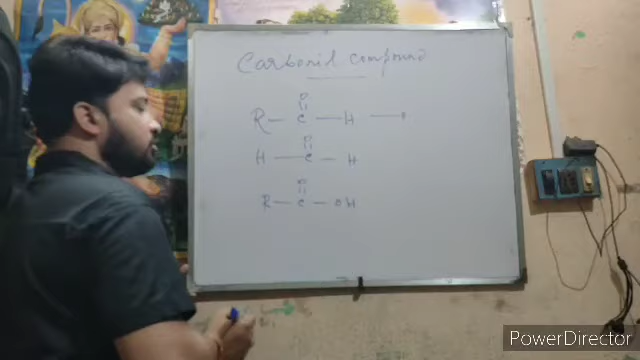 Carbonil compound
O
R — C — H →
O
H — C — H
O
R — C — OH
PowerDirector